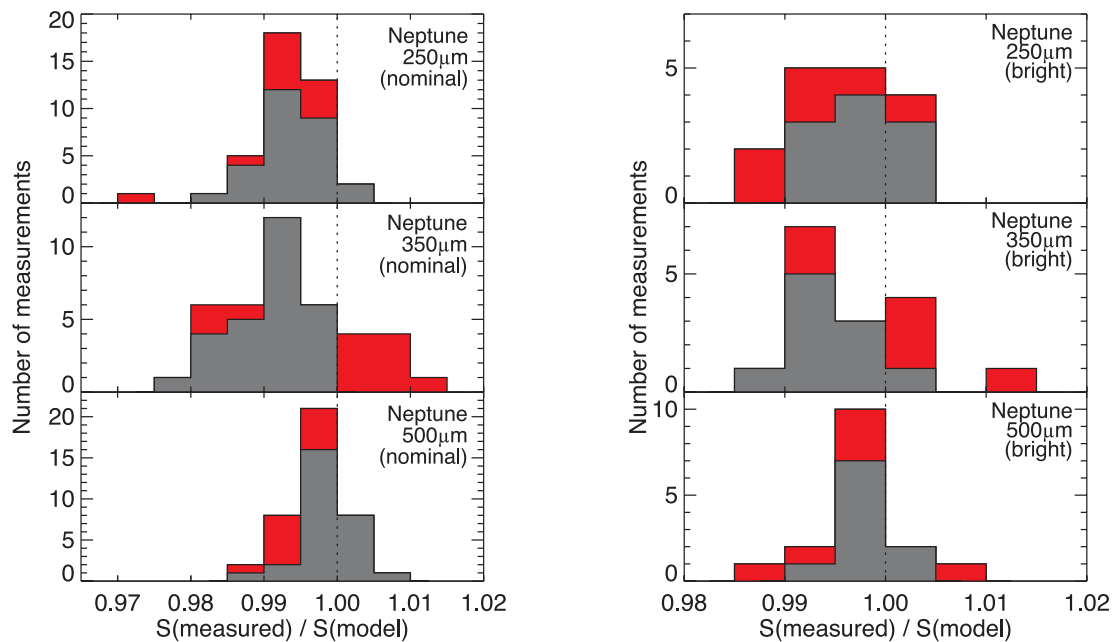 20
15
10
5
0
Neptune
250μm
(nominal)
10
5
0
Neptune
350μm
(nominal)
20
15
10
5
0
Neptune
500μm
(nominal)
Number of measurements
0.97 0.98 0.99 1.00 1.01 1.02
S(measured) / S(model)
5
0
Neptune
250μm
(bright)
5
0
Neptune
350μm
(bright)
10
5
0
Neptune
500μm
(bright)
Number of measurements
0.98 0.99 1.00 1.01 1.02
S(measured) / S(model)